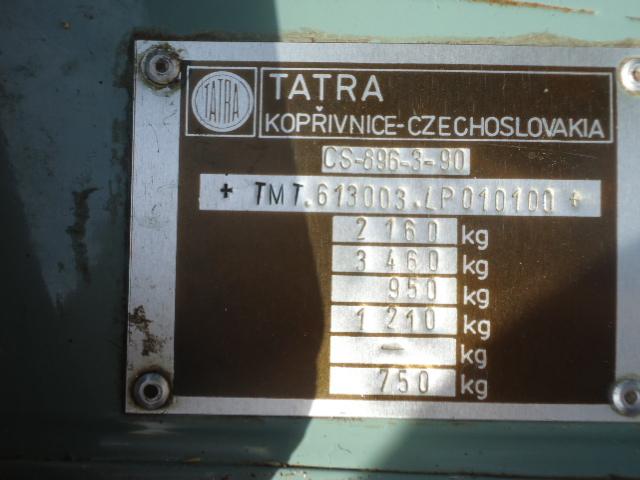 TATRA
TATRA
KOPŘIVNICE-CZECHOSLOVAKIA
CS-896-3-90
+ TMT.613003.LP010100 +
2160 kg
3460 kg
950 kg
1210 kg
— kg
750 kg